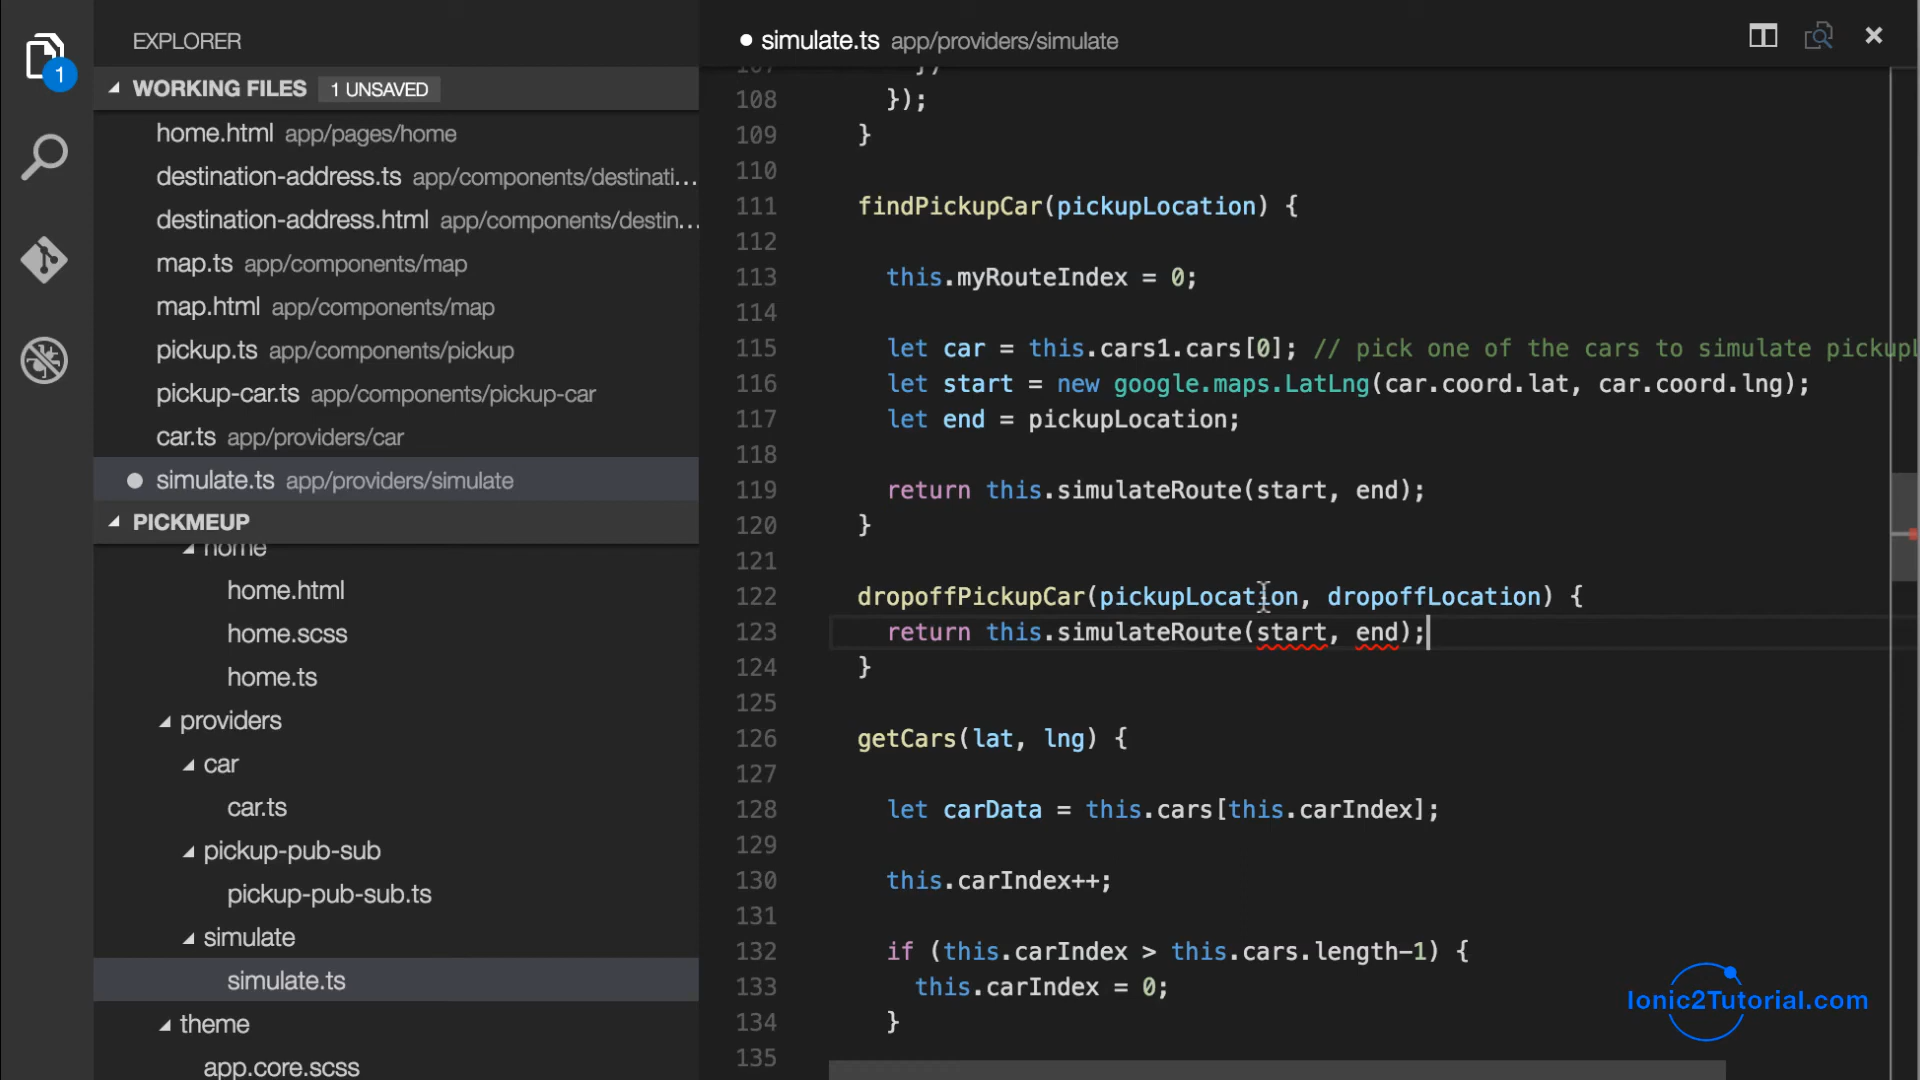 EXPLORER
1
WORKING FILES 1 UNSAVED
home.html app/pages/home
destination-address.ts app/components/destinati...
destination-address.html app/components/destin...
map.ts app/components/map
map.html app/components/map
pickup.ts app/components/pickup
pickup-car.ts app/components/pickup-car
car.ts app/providers/car
simulate.ts app/providers/simulate
PICKMEUP
home
home.html
home.scss
home.ts
providers
car
car.ts
pickup-pub-sub
pickup-pub-sub.ts
simulate
simulate.ts
theme
app.core.scss
simulate.ts app/providers/simulate
107 })
108 });
109 }
110
111 findPickupCar(pickupLocation) {
112
113 this.myRouteIndex = 0;
114
115 let car = this.cars1.cars[0]; // pick one of the cars to simulate pickupL
116 let start = new google.maps.LatLng(car.coord.lat, car.coord.lng);
117 let end = pickupLocation;
118
119 return this.simulateRoute(start, end);
120 }
121
122 dropoffPickupCar(pickupLocation, dropoffLocation) {
123 return this.simulateRoute(start, end);
124 }
125
126 getCars(lat, lng) {
127
128 let carData = this.cars[this.carIndex];
129
130 this.carIndex++;
131
132 if (this.carIndex > this.cars.length-1) {
133 this.carIndex = 0;
134 }
135
Ionic2Tutorial.com